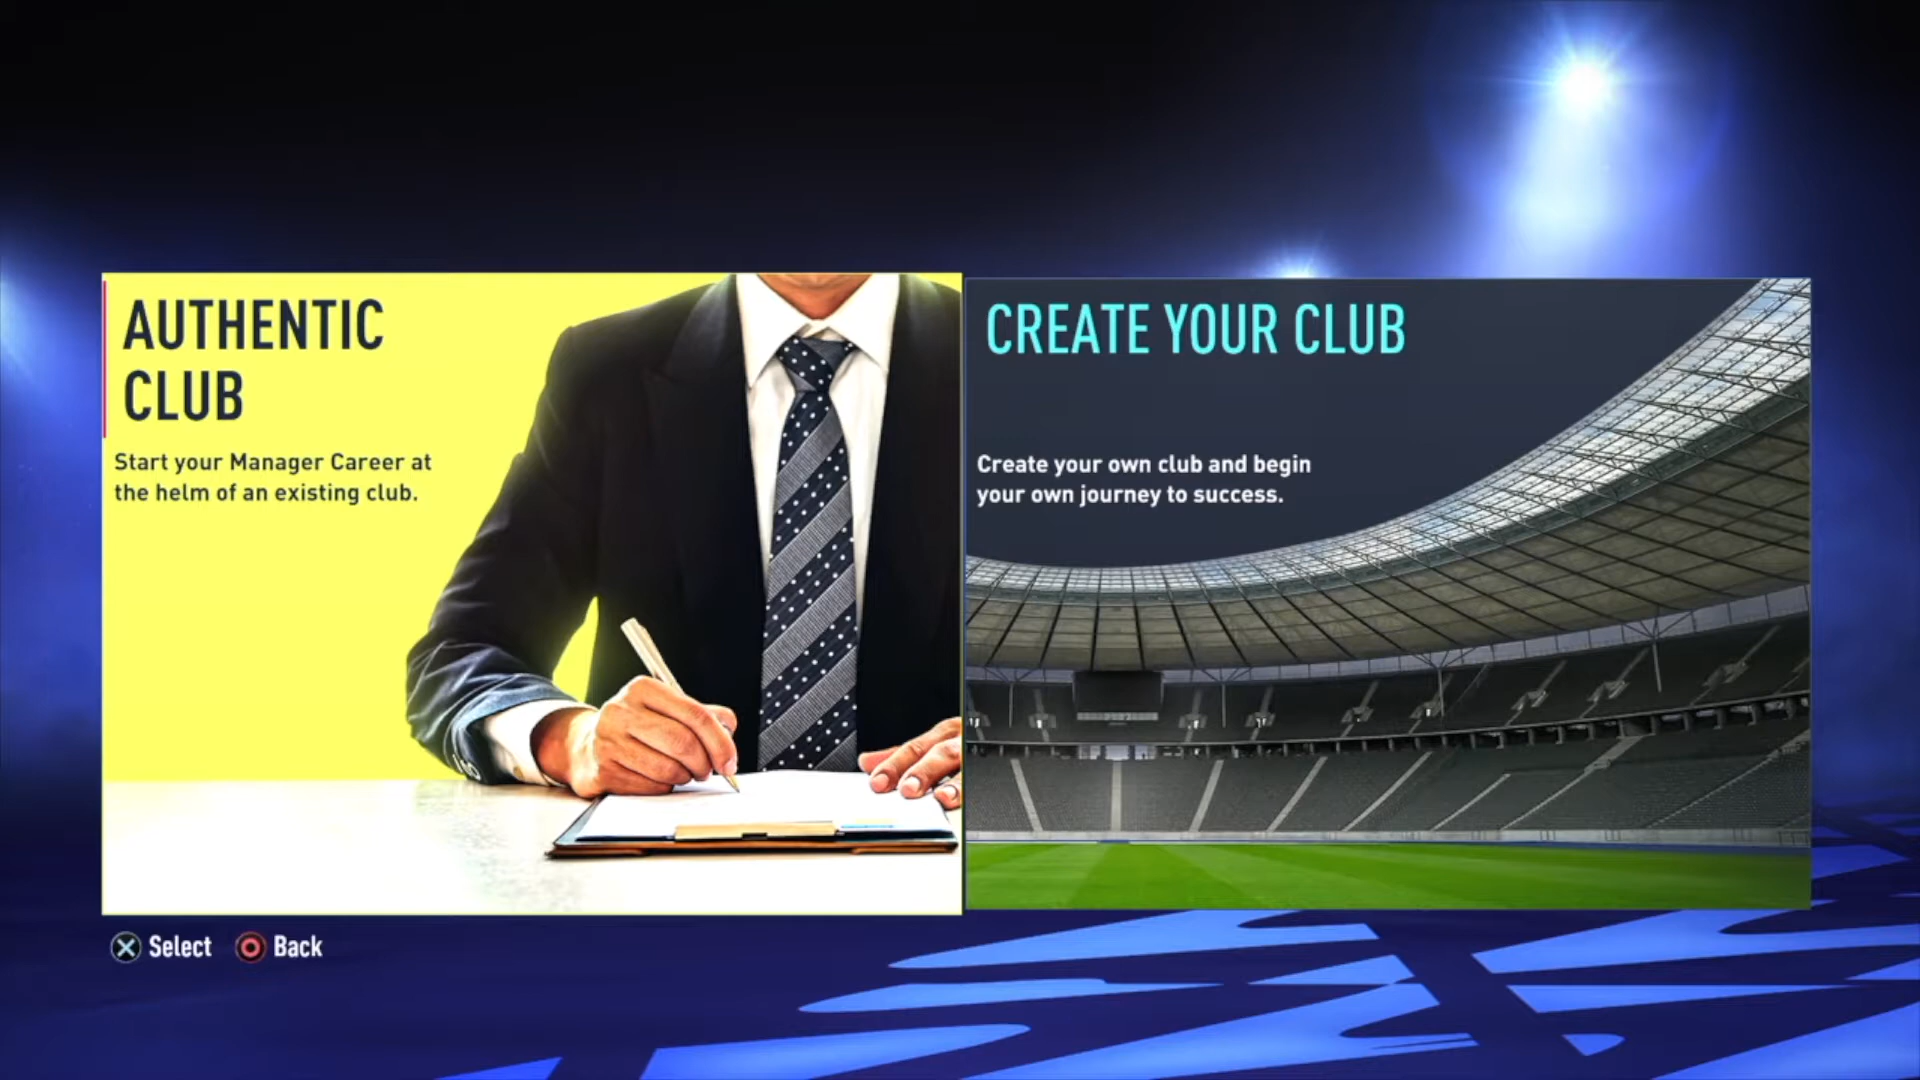 AUTHENTIC
CLUB
Start your Manager Career at
the helm of an existing club.
CREATE YOUR CLUB
Create your own club and begin
your own journey to success.
Select
Back